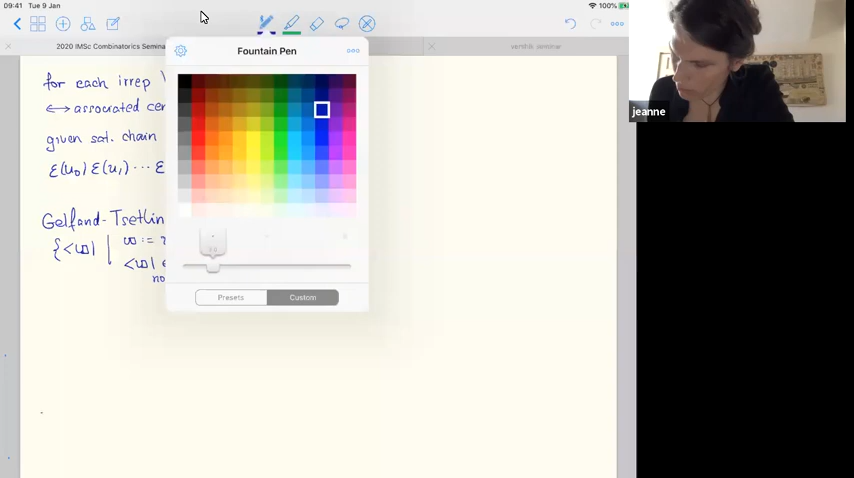 09:41 Tue 9 Jan
100%
2020 IMSc Combinatorics Semina
vershik seminar
Fountain Pen
Presets
Custom
for each irrep
↔ associated cen
given sat. chain
ε(u₀) ε(u₁) ⋯ ε
Gelfand-Tsetlin
jeanne